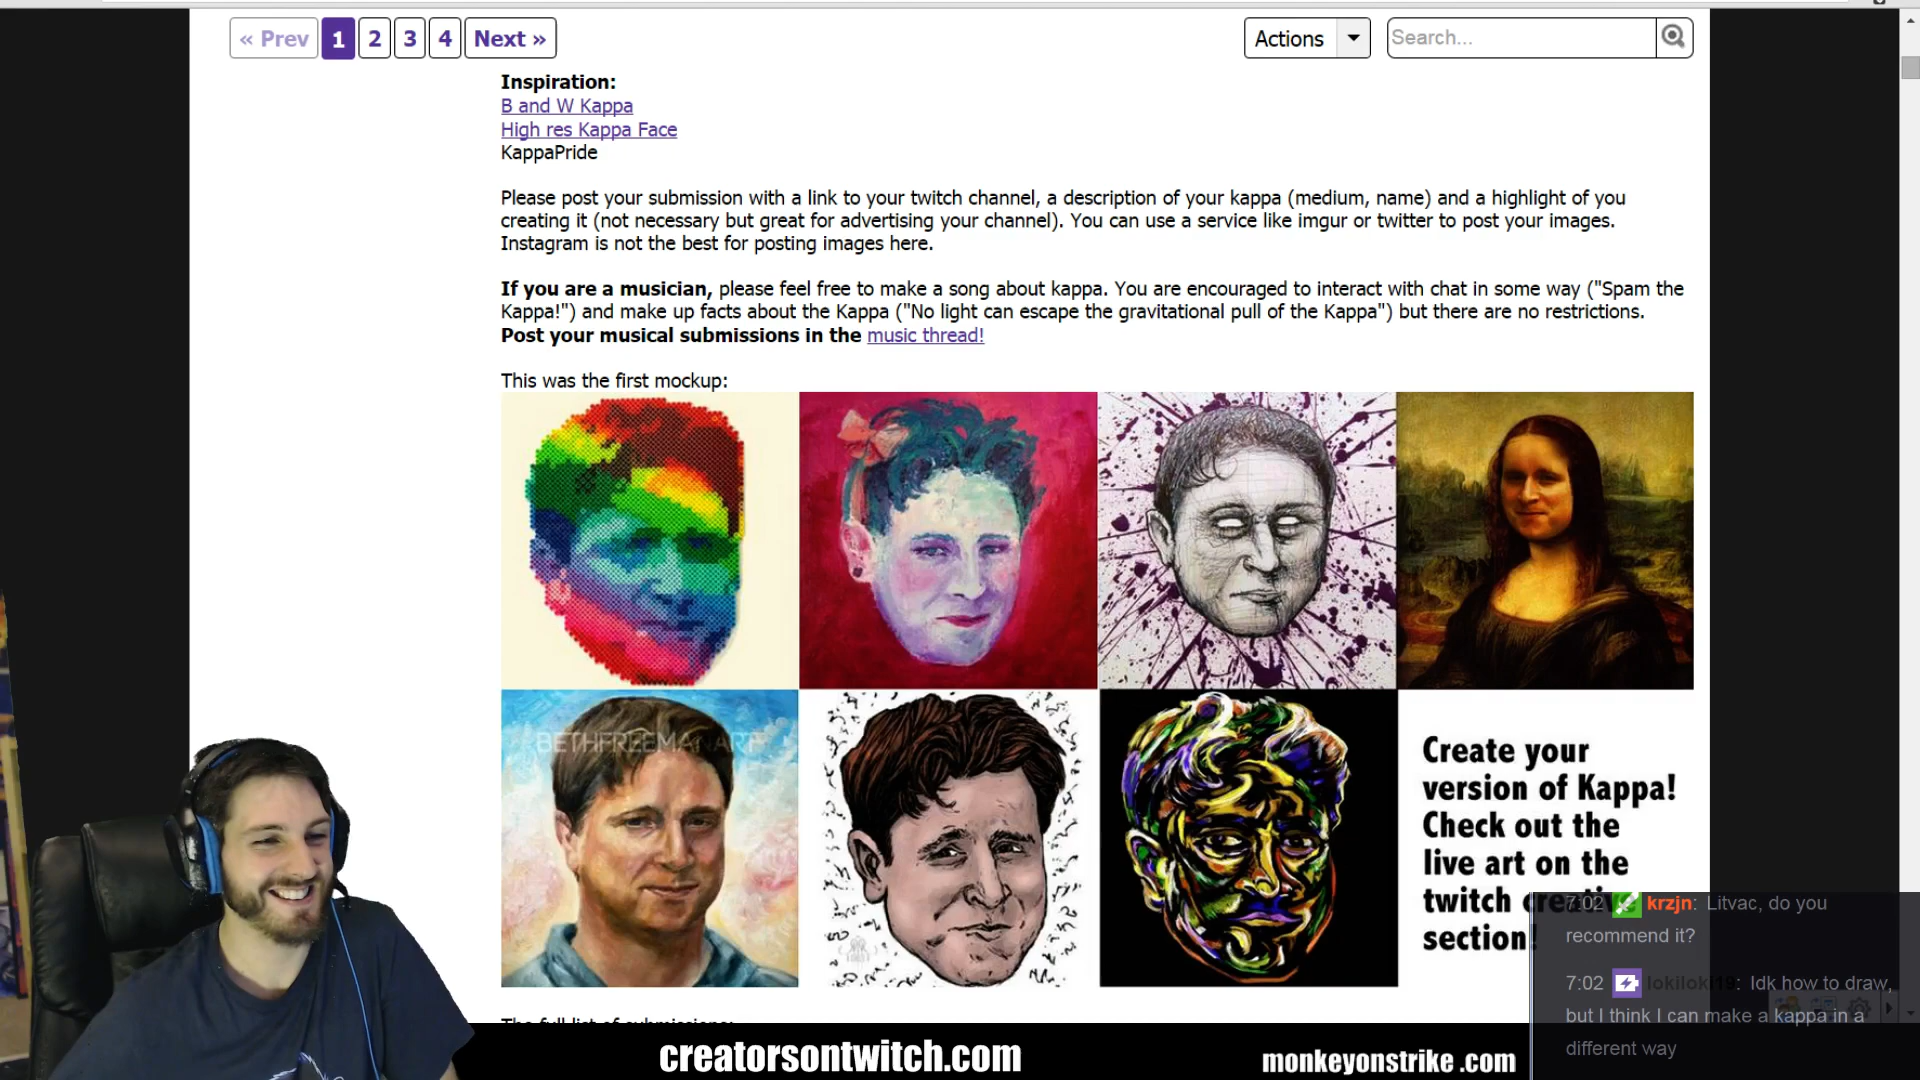 « Prev 1 2 3 4 Next »
Actions
Search...
Inspiration:
B and W Kappa
High res Kappa Face
KappaPride
Please post your submission with a link to your twitch channel, a description of your kappa (medium, name) and a highlight of you
creating it (not necessary but great for advertising your channel). You can use a service like imgur or twitter to post your images.
Instagram is not the best for posting images here.
If you are a musician, please feel free to make a song about kappa. You are encouraged to interact with chat in some way ("Spam the
Kappa!") and make up facts about the Kappa ("No light can escape the gravitational pull of the Kappa") but there are no restrictions.
Post your musical submissions in the music thread!
This was the first mockup:
BETHFREEMANART
Create your
version of Kappa!
Check out the
live art on the
twitch creative
section!
The full list of submissions:
7:02 krzjn: Litvac, do you
recommend it?
7:02 lokiloki19: Idk how to draw,
but I think I can make a kappa in a
different way
creatorsontwitch.com
monkeyonstrike.com